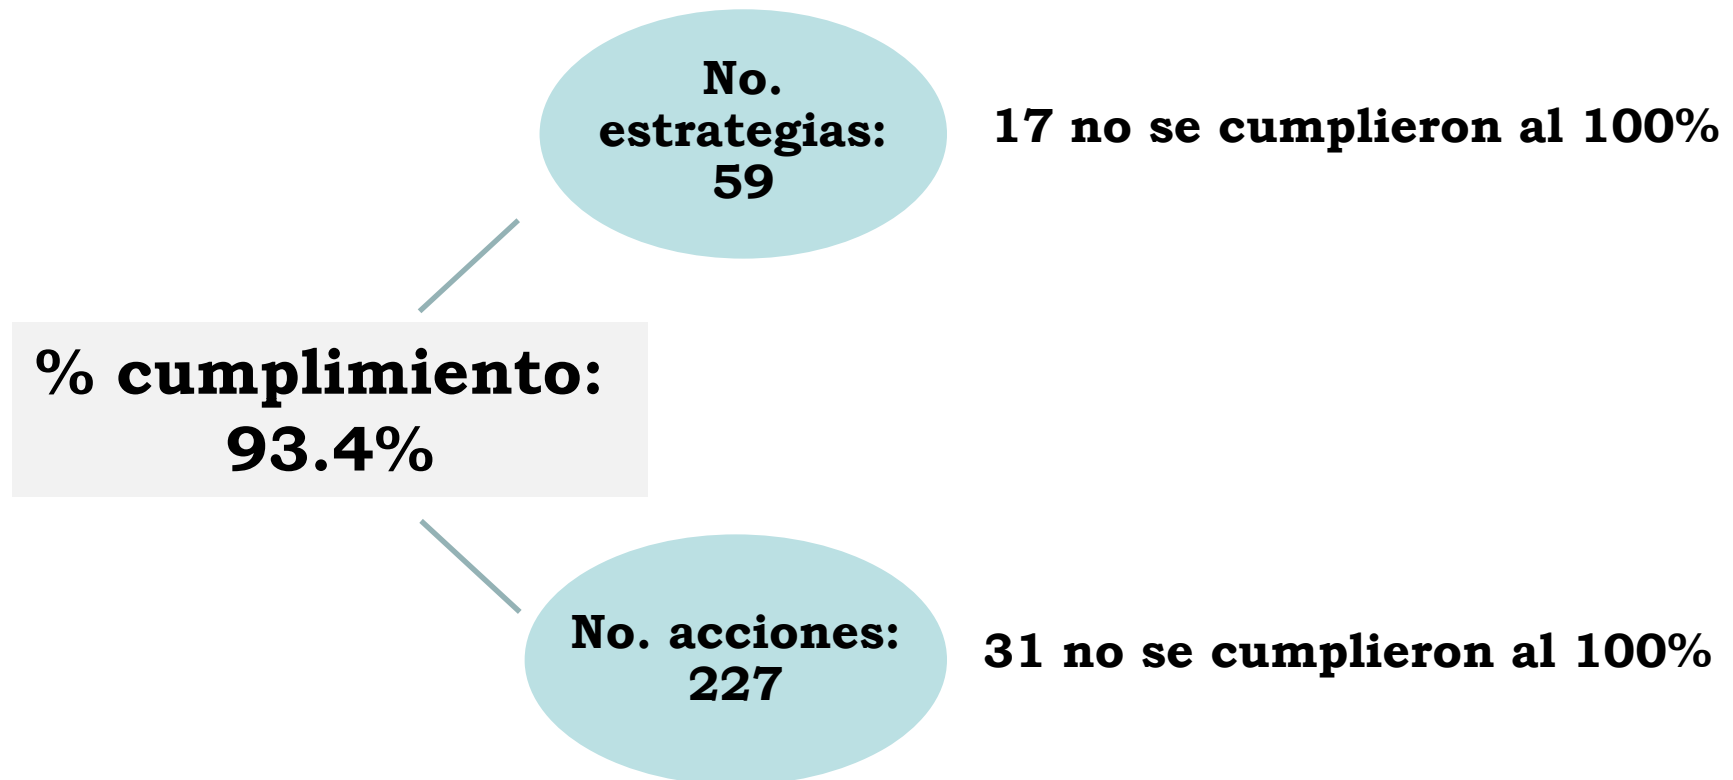 No.
estrategias:
59
17 no se cumplieron al 100%
% cumplimiento:
93.4%
No. acciones:
227
31 no se cumplieron al 100%